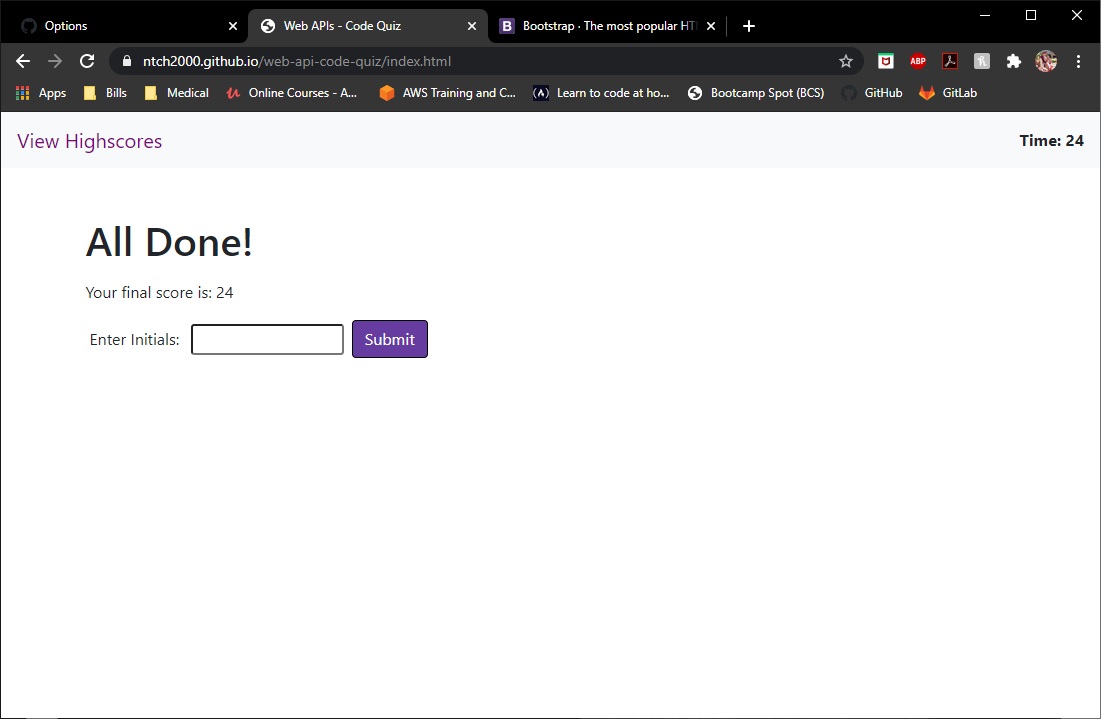 Options
Web APIs - Code Quiz
Bootstrap · The most popular HT
ntch2000.github.io/web-api-code-quiz/index.html
ABP
Apps
Bills
Medical
Online Courses - A...
AWS Training and C...
Learn to code at ho...
Bootcamp Spot (BCS)
GitHub
GitLab
View Highscores
Time: 24
All Done!
Your final score is: 24
Enter Initials:
Submit